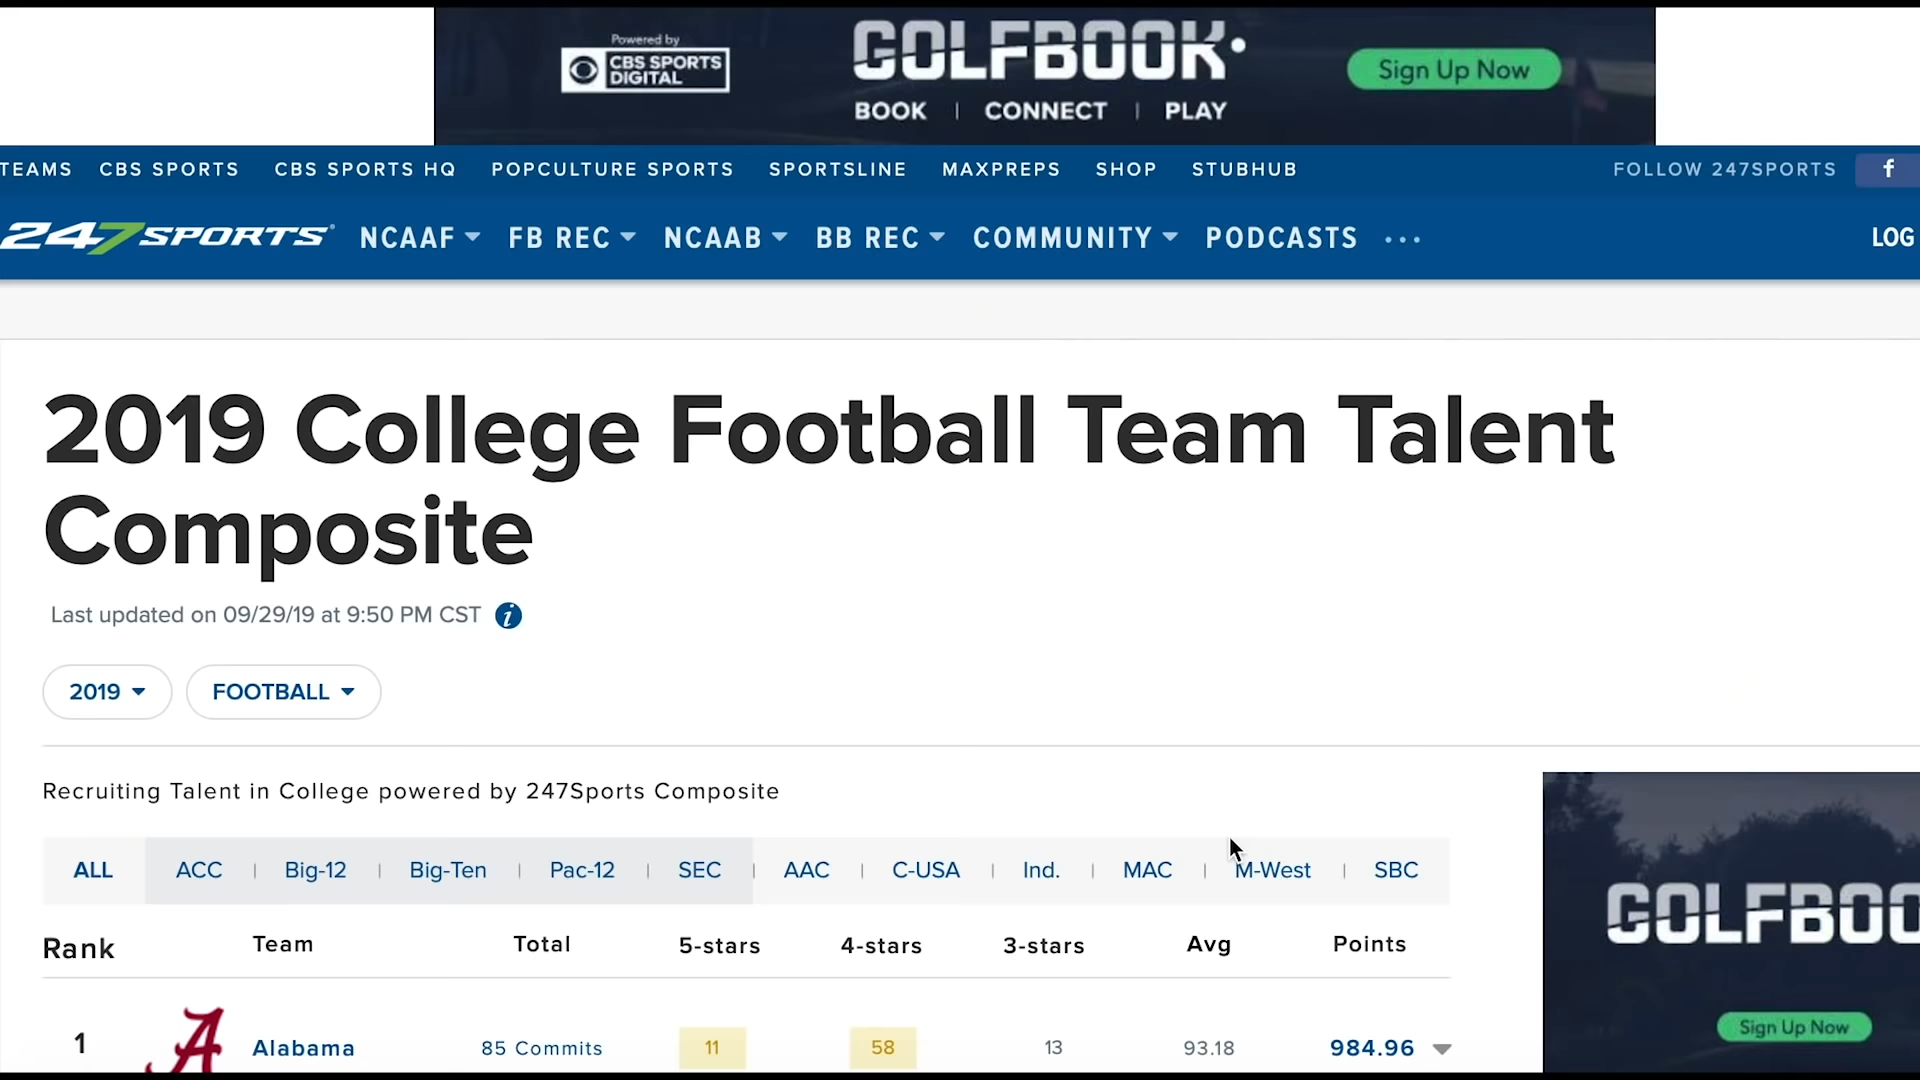 Powered by
CBS SPORTS
DIGITAL
GOLFBOOK
BOOK | CONNECT | PLAY
Sign Up Now
TEAMS CBS SPORTS CBS SPORTS HQ POPCULTURE SPORTS SPORTSLINE MAXPREPS SHOP STUBHUB FOLLOW 247SPORTS f
247SPORTS NCAAF FB REC NCAAB BB REC COMMUNITY PODCASTS ... LOG
2019 College Football Team Talent
Composite
Last updated on 09/29/19 at 9:50 PM CST i
2019 FOOTBALL
Recruiting Talent in College powered by 247Sports Composite
ALL ACC | Big-12 | Big-Ten | Pac-12 | SEC | AAC | C-USA | Ind. | MAC | M-West | SBC
Rank Team Total 5-stars 4-stars 3-stars Avg Points
1 A Alabama 85 Commits 11 58 13 93.18 984.96
GOLFBOO
Sign Up Now